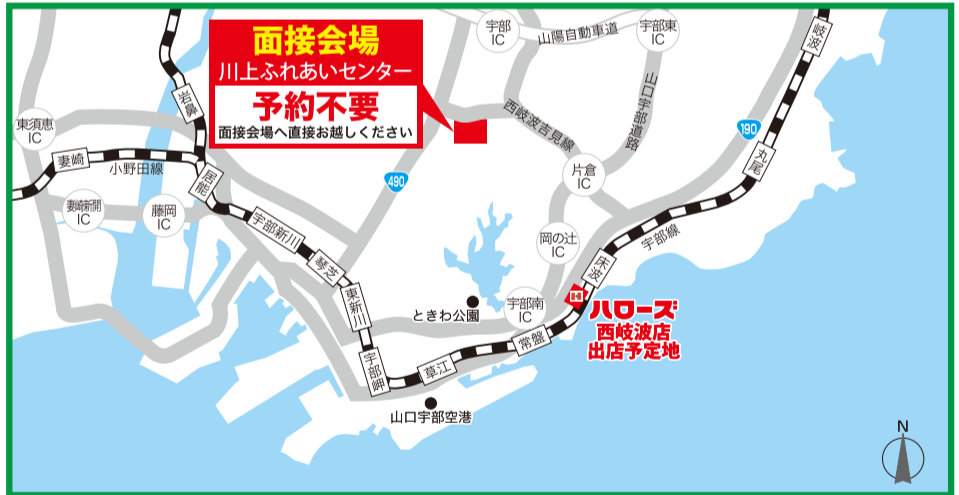 面接会場
川上ふれあいセンター
予約不要
面接会場へ直接お越しください
宇部
IC
山陽自動車道
宇部東
IC
岐波
岩鼻
東須恵
IC
西岐波吉見線
山口宇部道路
190
丸尾
妻崎
小野田線
居能
490
片倉
IC
妻崎新開
IC
藤岡
IC
宇部新川
岡の辻
IC
宇部線
琴芝
床波
東新川
ときわ公園
宇部南
IC
H
ハローズ
西岐波店
出店予定地
常盤
宇部岬
草江
山口宇部空港
N